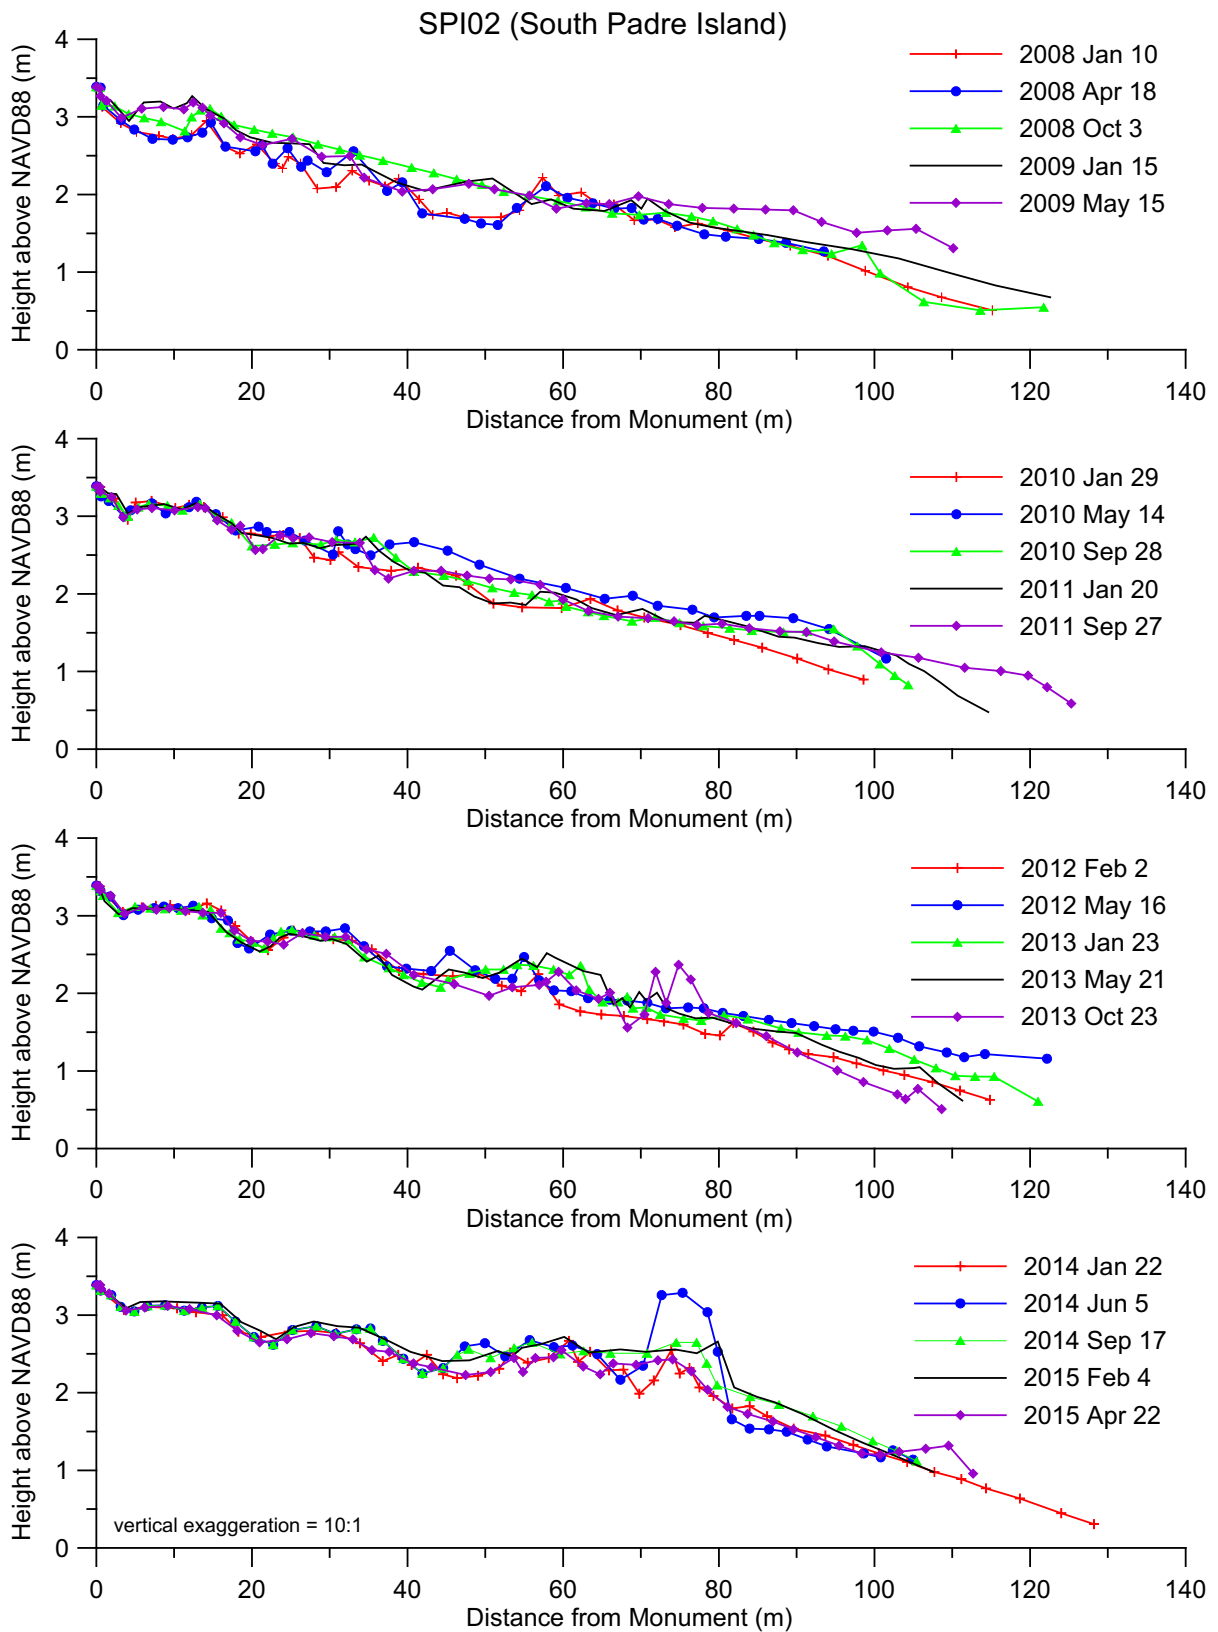 SPI02 (South Padre Island)
Height above NAVD88 (m)
4
3
2
1
0
2008 Jan 10
2008 Apr 18
2008 Oct 3
2009 Jan 15
2009 May 15
0 20 40 60 80 100 120 140
Distance from Monument (m)
Height above NAVD88 (m)
4
3
2
1
0
2010 Jan 29
2010 May 14
2010 Sep 28
2011 Jan 20
2011 Sep 27
0 20 40 60 80 100 120 140
Distance from Monument (m)
Height above NAVD88 (m)
4
3
2
1
0
2012 Feb 2
2012 May 16
2013 Jan 23
2013 May 21
2013 Oct 23
0 20 40 60 80 100 120 140
Distance from Monument (m)
Height above NAVD88 (m)
4
3
2
1
0
2014 Jan 22
2014 Jun 5
2014 Sep 17
2015 Feb 4
2015 Apr 22
vertical exaggeration = 10:1
0 20 40 60 80 100 120 140
Distance from Monument (m)